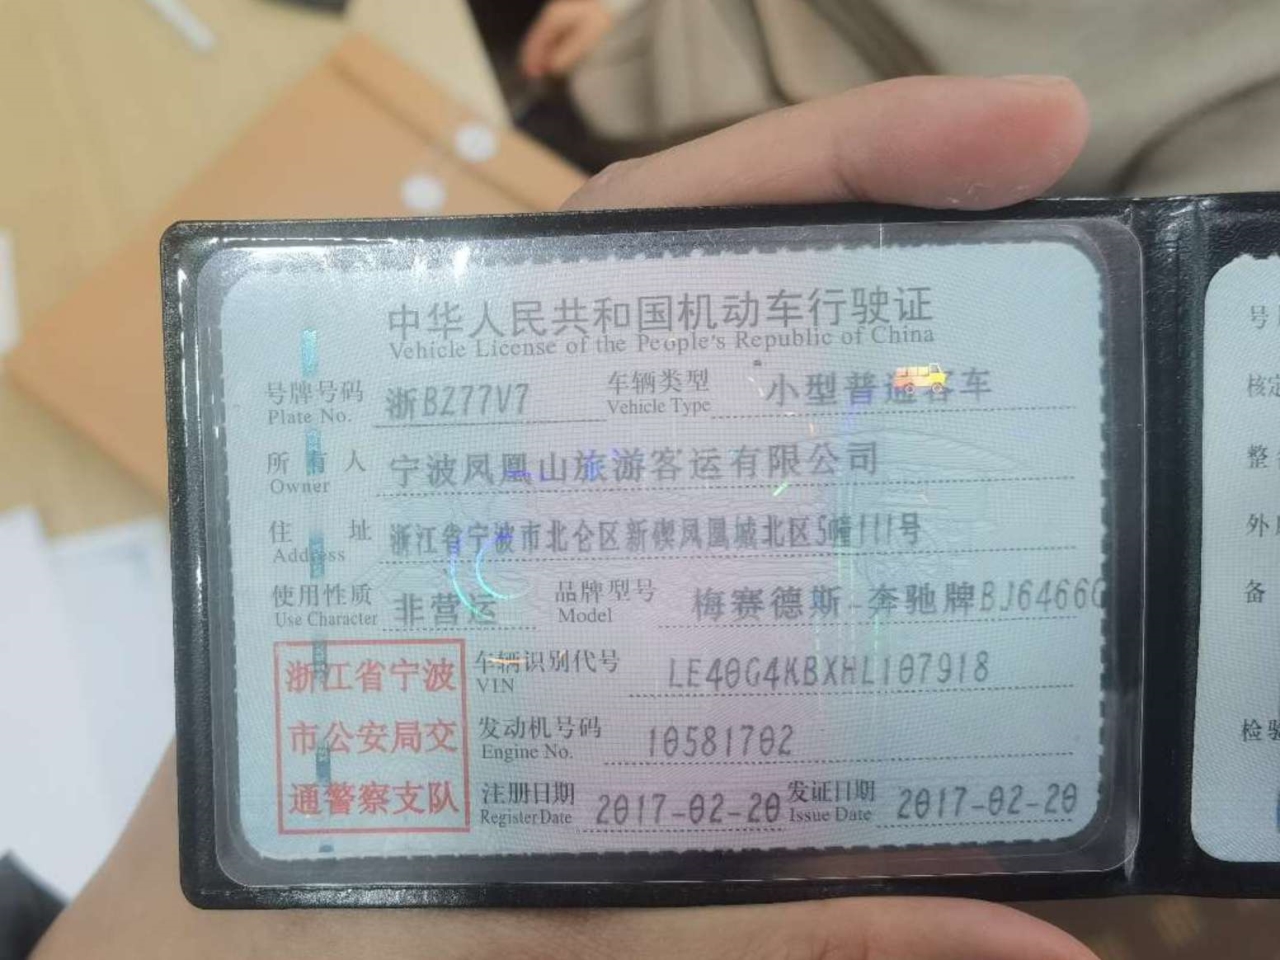 中华人民共和国机动车行驶证
Vehicle License of the People's Republic of China
号牌号码 浙BZ77V7 车辆类型 小型普通客车
Plate No. Vehicle Type
所有人 宁波凤凰山旅游客运有限公司
Owner
住址 浙江省宁波市北仑区新碶凤凰城北区5幢111号
Address
使用性质 非营运 品牌型号 梅赛德斯-奔驰牌BJ6466G
Use Character Model
浙江省宁波
市公安局交
通警察支队
车辆识别代号 LE40G4KBXHL107918
VIN
发动机号码 10581702
Engine No.
注册日期 2017-02-20 发证日期 2017-02-20
Register Date Issue Date
号
核定
整
外
备
检验